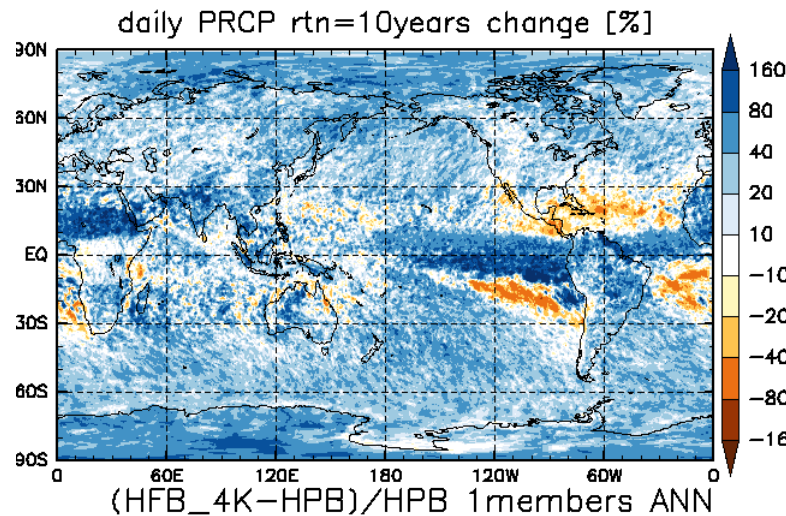 daily PRCP rtn=10years change [%]
90N
60N
30N
EQ
30S
60S
90S
0 60E 120E 180 120W 60W 0
160
80
40
20
10
-10
-20
-40
-80
-16
(HFB_4K-HPB)/HPB 1members ANN